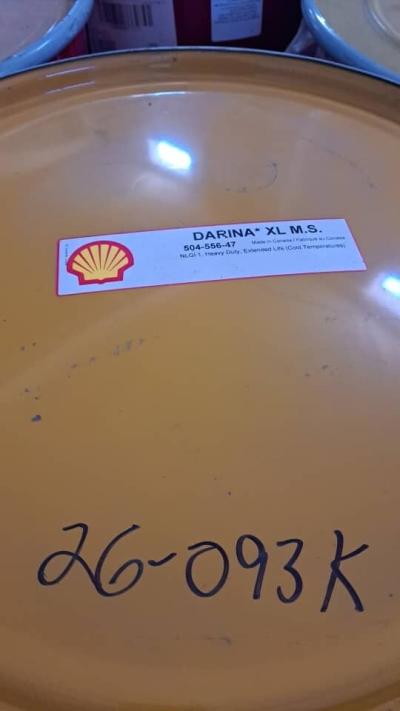 DARINA* XL M.S.
504-556-47 Made in Canada / Fabriqué au Canada
NLGI 1, Heavy Duty, Extended Life (Cold Temperatures)
26-093K